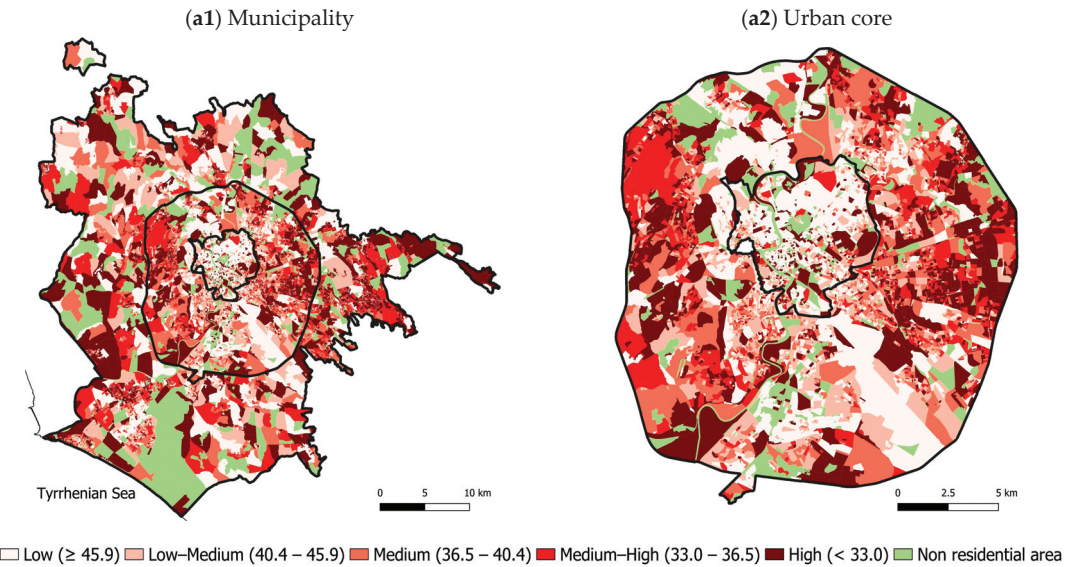 (a1) Municipality
(a2) Urban core
Tyrrhenian Sea
0 5 10 km
0 2.5 5 km
Low (≥ 45.9) Low–Medium (40.4 – 45.9) Medium (36.5 – 40.4) Medium–High (33.0 – 36.5) High (< 33.0) Non residential area